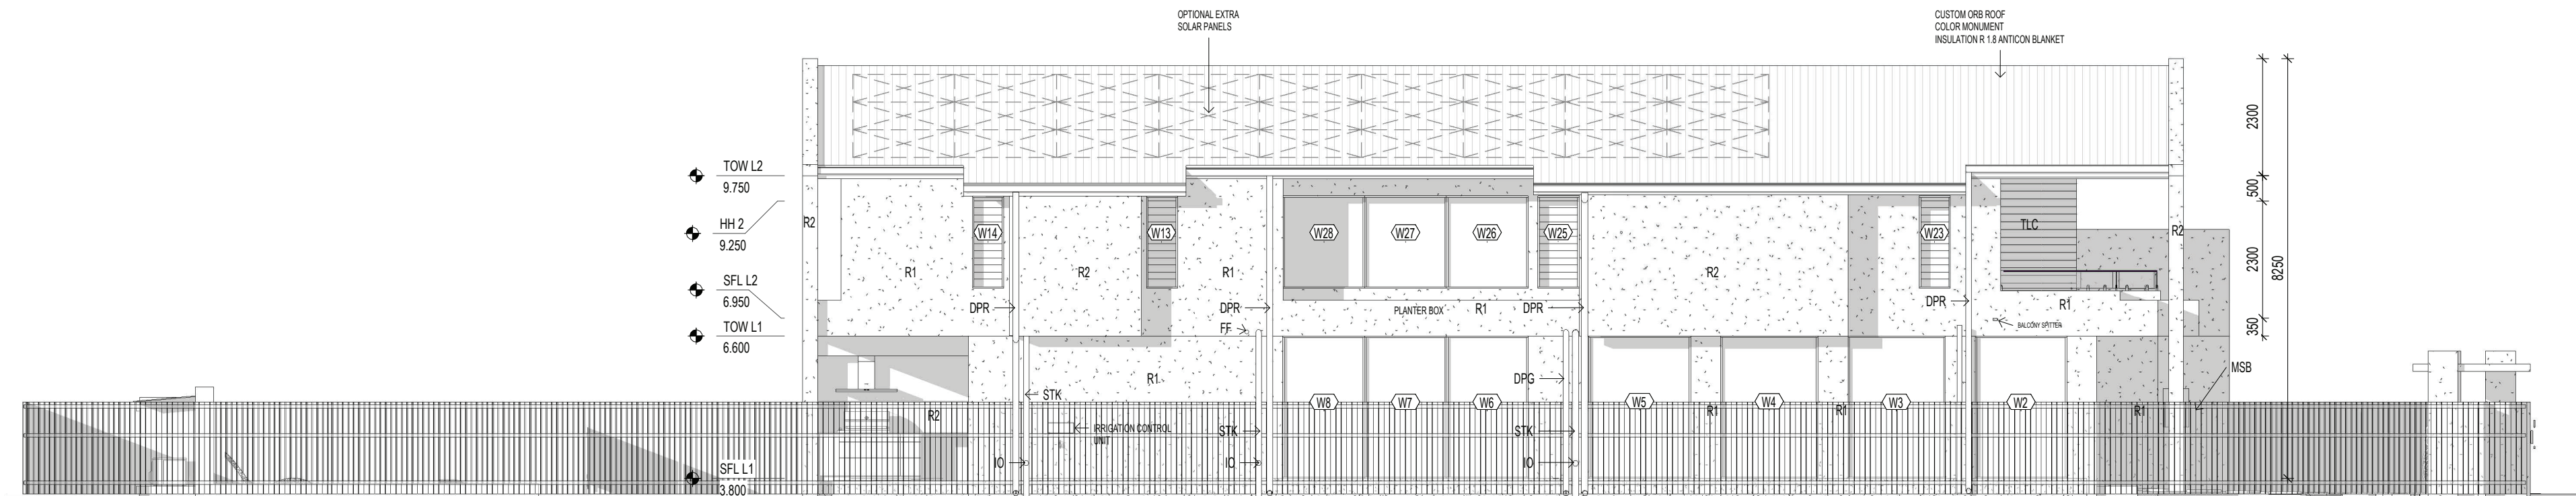 OPTIONAL EXTRA
SOLAR PANELS
CUSTOM ORB ROOF
COLOR MONUMENT
INSULATION R 1.8 ANTICON BLANKET
TOW L2
9.750
HH 2
9.250
SFL L2
6.950
TOW L1
6.600
SFL L1
3.800
R2
R1
W14
R2
W13
R1
W28
W27
W26
W25
R2
W23
TLC
R2
DPR
DPR
FF
PLANTER BOX
R1
DPR
DPR
R1
BALCONY SPITTER
2300
500
2300
350
8250
R1
STK
R2
IRRIGATION CONTROL
UNIT
IO
STK
IO
W8
W7
W6
DPG
STK
IO
W5
R1
W4
R1
W3
W2
R1
MSB